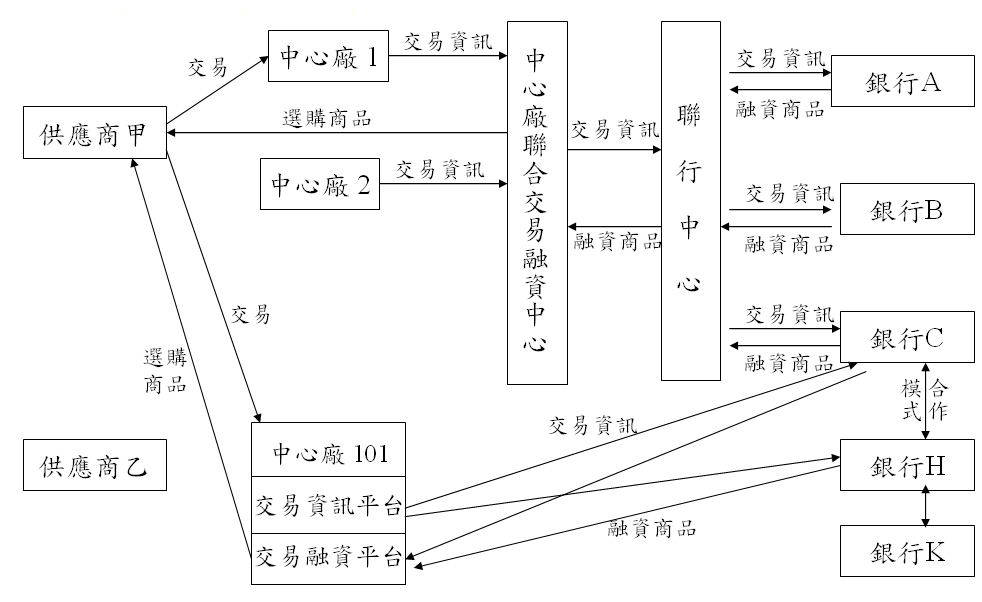 中心廠 1
交易資訊
交易
供應商甲
選購商品
中心廠 2
交易資訊
中心廠聯合交易融資中心
交易資訊
融資商品
聯行中心
交易資訊
融資商品
銀行A
交易資訊
融資商品
銀行B
交易資訊
融資商品
銀行C
合作
模式
銀行H
銀行K
交易
選購
商品
供應商乙
中心廠 101
交易資訊平台
交易融資平台
交易資訊
融資商品